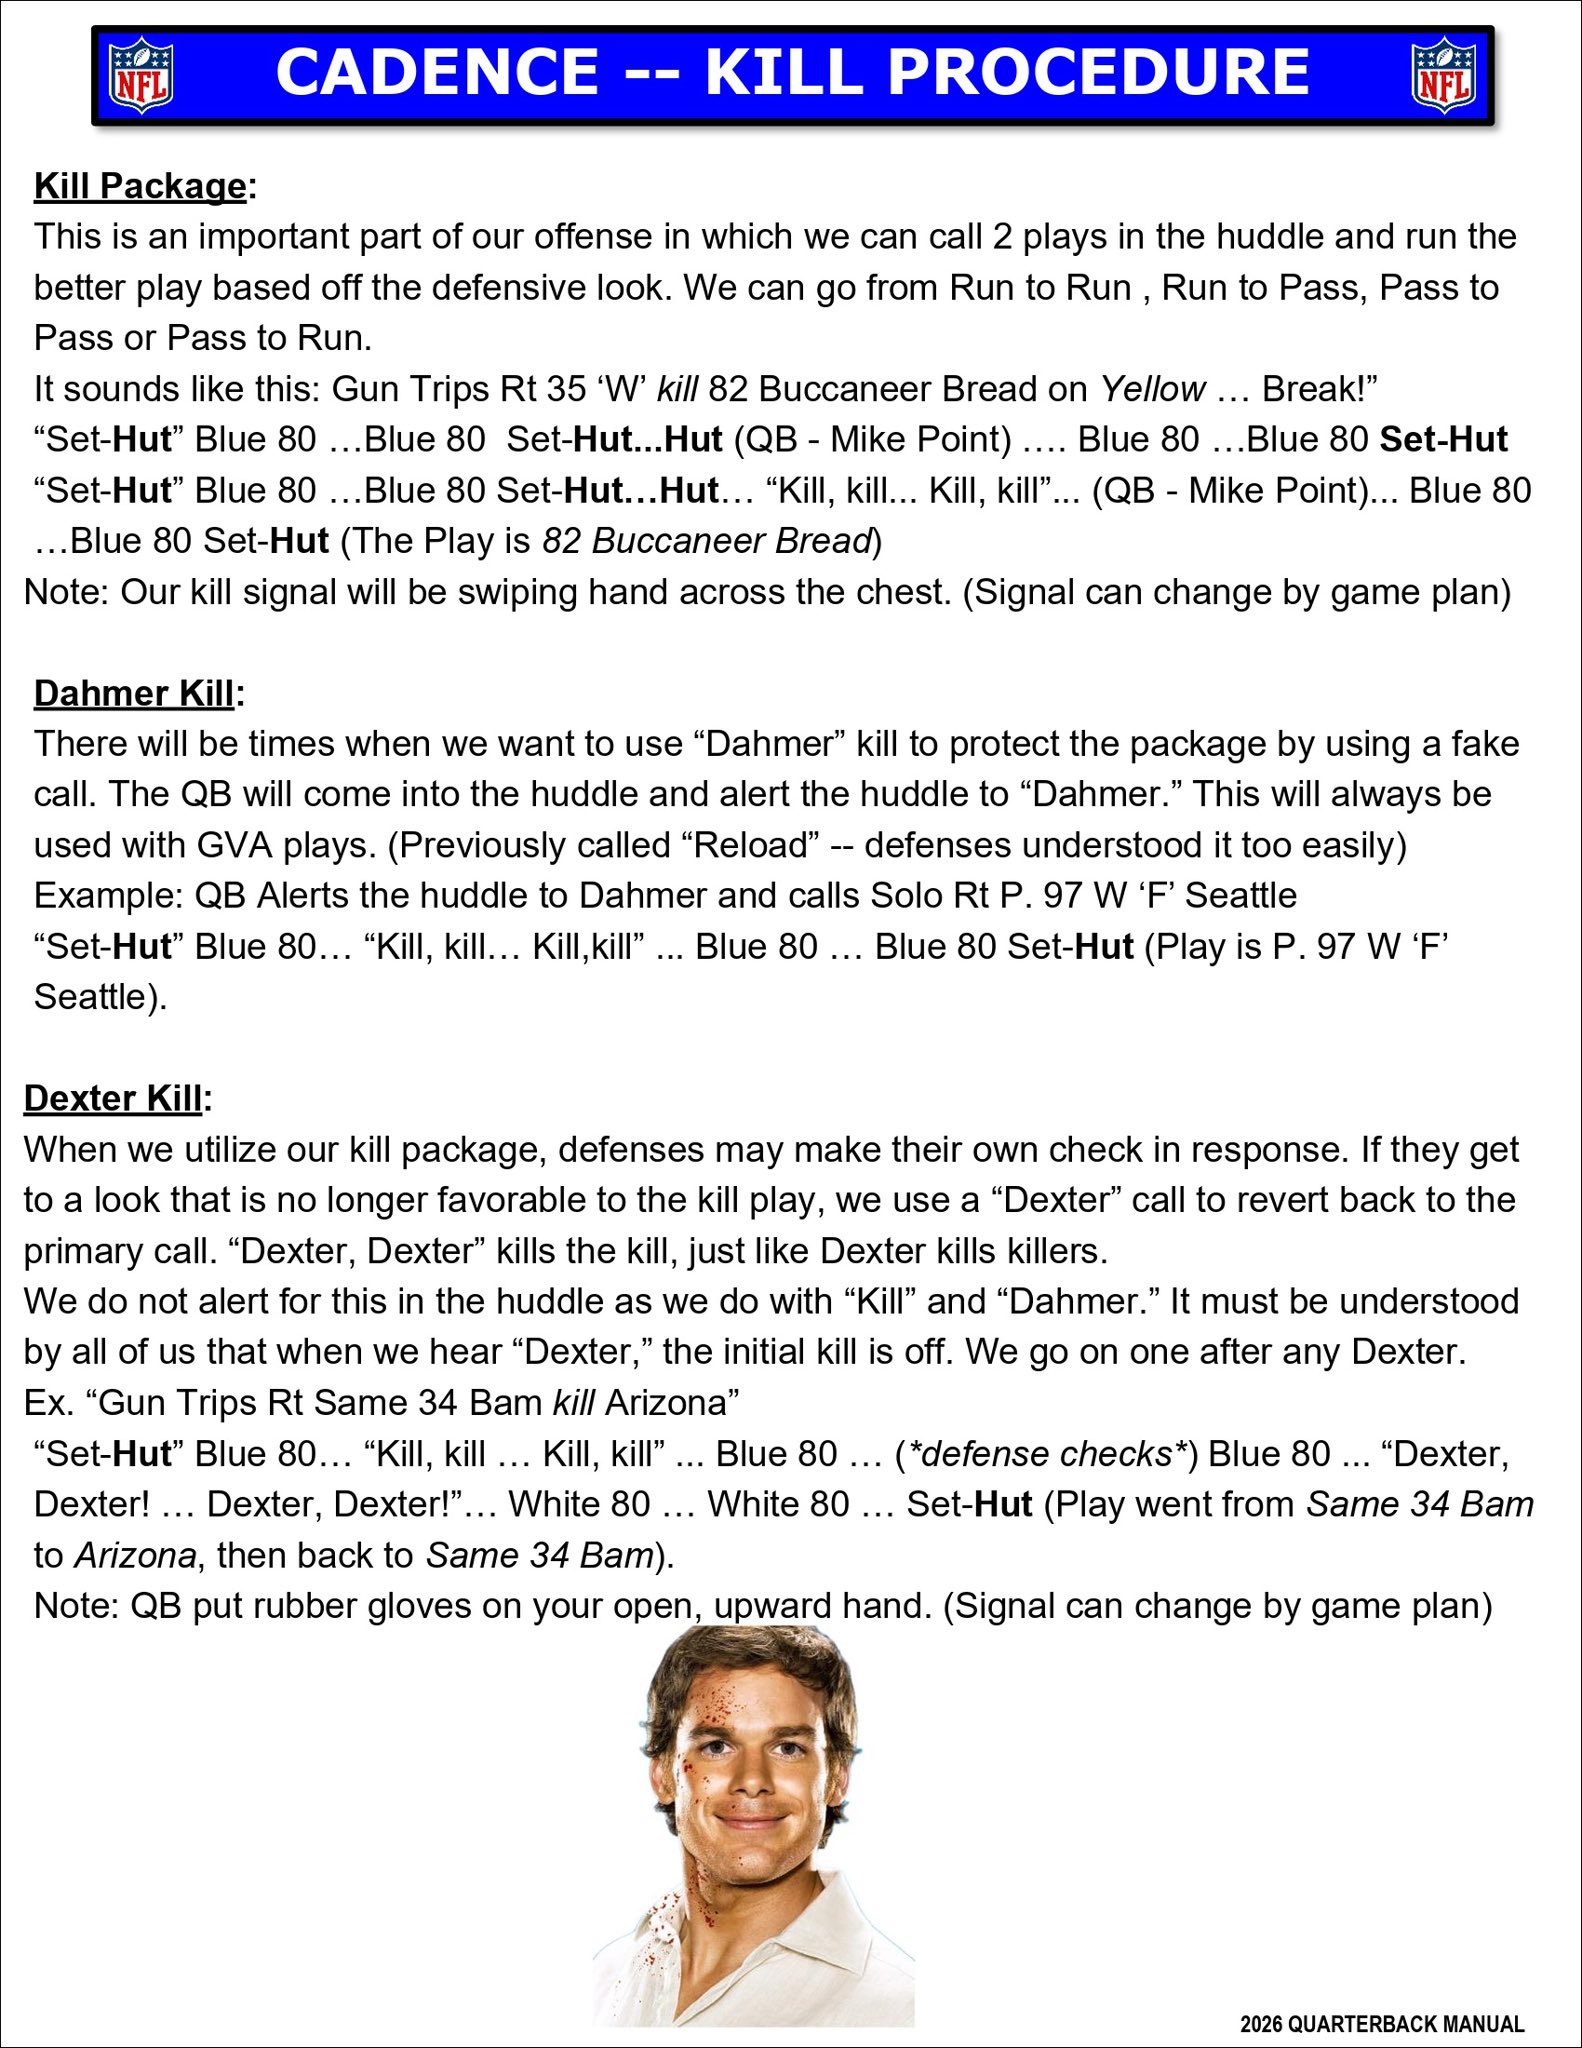 NFL CADENCE -- KILL PROCEDURE NFL
Kill Package:
This is an important part of our offense in which we can call 2 plays in the huddle and run the
better play based off the defensive look. We can go from Run to Run , Run to Pass, Pass to
Pass or Pass to Run.
It sounds like this: Gun Trips Rt 35 ‘W’ kill 82 Buccaneer Bread on Yellow … Break!”
“Set-Hut” Blue 80 …Blue 80  Set-Hut...Hut (QB - Mike Point) …. Blue 80 …Blue 80 Set-Hut
“Set-Hut” Blue 80 …Blue 80 Set-Hut…Hut… “Kill, kill... Kill, kill”... (QB - Mike Point)... Blue 80
…Blue 80 Set-Hut (The Play is 82 Buccaneer Bread)
Note: Our kill signal will be swiping hand across the chest. (Signal can change by game plan)
Dahmer Kill:
There will be times when we want to use “Dahmer” kill to protect the package by using a fake
call. The QB will come into the huddle and alert the huddle to “Dahmer.” This will always be
used with GVA plays. (Previously called “Reload” -- defenses understood it too easily)
Example: QB Alerts the huddle to Dahmer and calls Solo Rt P. 97 W ‘F’ Seattle
“Set-Hut” Blue 80… “Kill, kill… Kill,kill” ... Blue 80 … Blue 80 Set-Hut (Play is P. 97 W ‘F’
Seattle).
Dexter Kill:
When we utilize our kill package, defenses may make their own check in response. If they get
to a look that is no longer favorable to the kill play, we use a “Dexter” call to revert back to the
primary call. “Dexter, Dexter” kills the kill, just like Dexter kills killers.
We do not alert for this in the huddle as we do with “Kill” and “Dahmer.” It must be understood
by all of us that when we hear “Dexter,” the initial kill is off. We go on one after any Dexter.
Ex. “Gun Trips Rt Same 34 Bam kill Arizona”
“Set-Hut” Blue 80… “Kill, kill … Kill, kill” ... Blue 80 … (*defense checks*) Blue 80 ... “Dexter,
Dexter! … Dexter, Dexter!”… White 80 … White 80 … Set-Hut (Play went from Same 34 Bam
to Arizona, then back to Same 34 Bam).
Note: QB put rubber gloves on your open, upward hand. (Signal can change by game plan)
2026 QUARTERBACK MANUAL